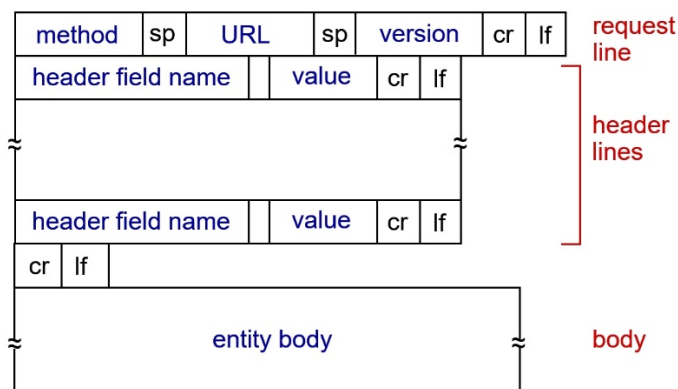 method sp URL sp version cr lf request line
header field name value cr lf
header lines
header field name value cr lf
cr lf
entity body body